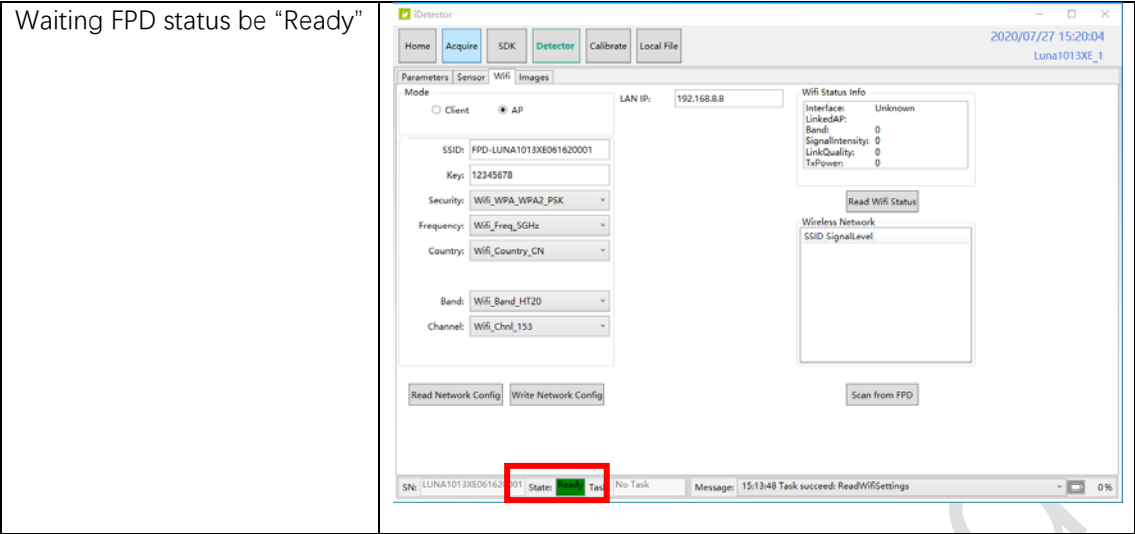 Waiting FPD status be “Ready”
iDetector
Home Acquire SDK Detector Calibrate Local File
2020/07/27 15:20:04
Luna1013XE_1
Parameters Sensor Wifi Images
Mode
Client AP
LAN IP: 192.168.8.8
SSID: FPD-LUNA1013XE061620001
Key: 12345678
Security: Wifi_WPA_WPA2_PSK
Frequency: Wifi_Freq_5GHz
Country: Wifi_Country_CN
Band: Wifi_Band_HT20
Channel: Wifi_Chnl_153
Read Network Config Write Network Config
Wifi Status Info
Interface: Unknown
LinkedAP:
Band: 0
SignalIntensity: 0
LinkQuality: 0
TxPower: 0
Read Wifi Status
Wireless Network
SSID SignalLevel
Scan from FPD
SN: LUNA1013XE061620001 State: Ready Task No Task Message: 15:13:48 Task succeed: ReadWifiSettings 0%